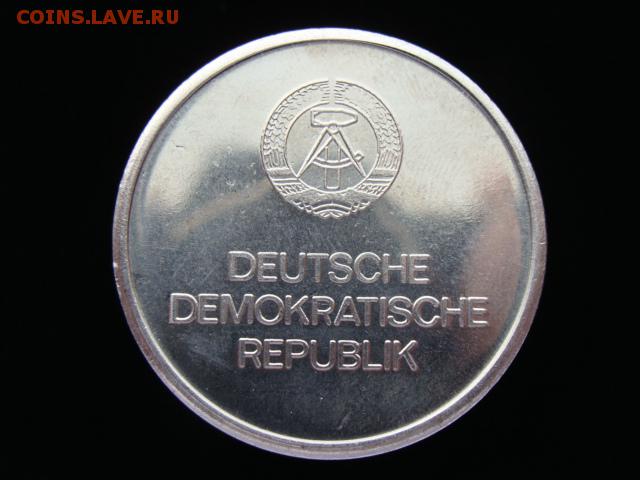 COINS.LAVE.RU
DEUTSCHE
DEMOKRATISCHE
REPUBLIK